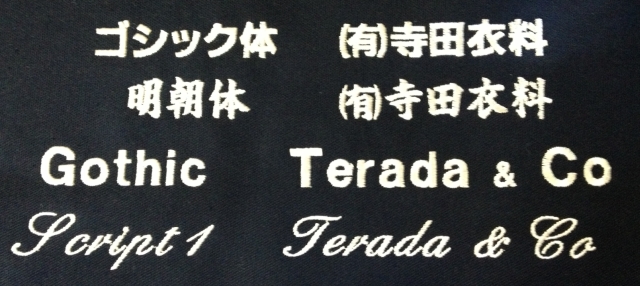 ゴシック体 ㈲寺田衣料
明朝体 ㈲寺田衣料
Gothic Terada & Co
Script1 Terada & Co